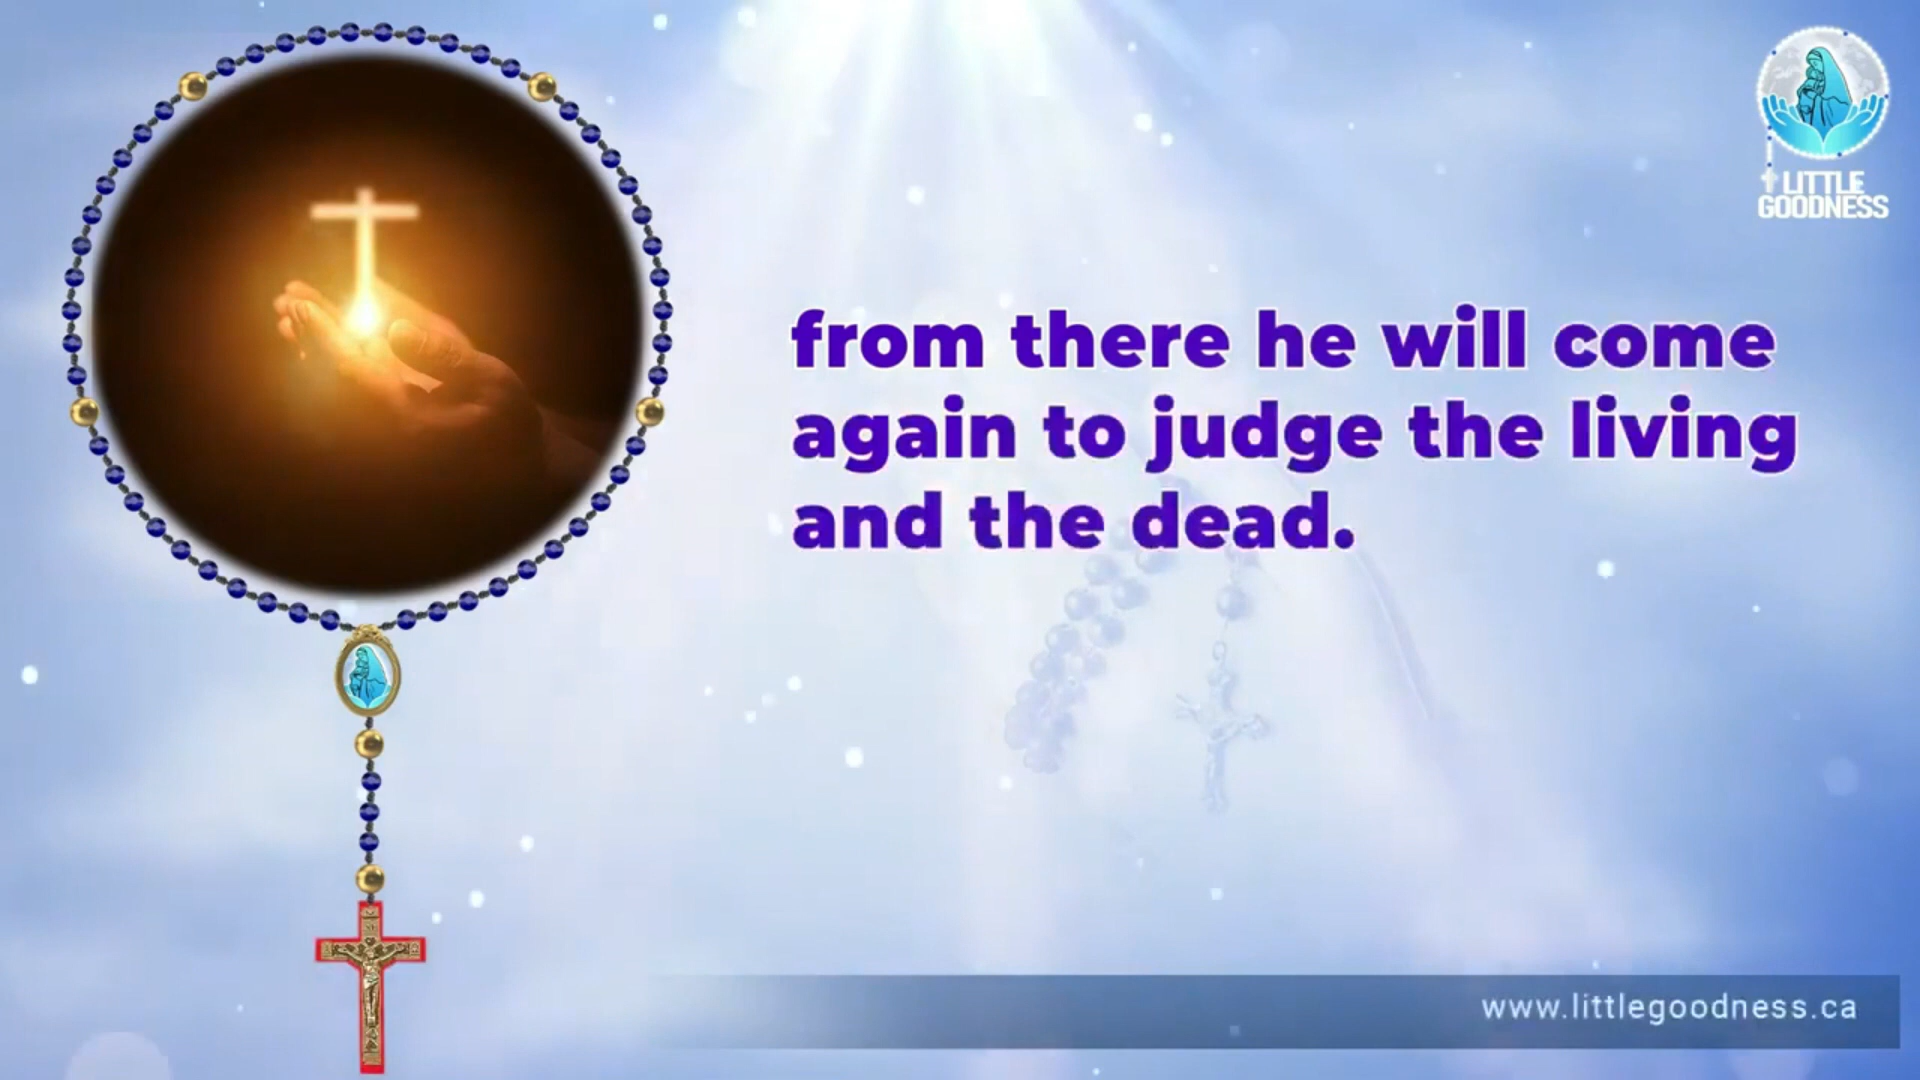 LITTLE
GOODNESS
from there he will come
again to judge the living
and the dead.
www.littlegoodness.ca